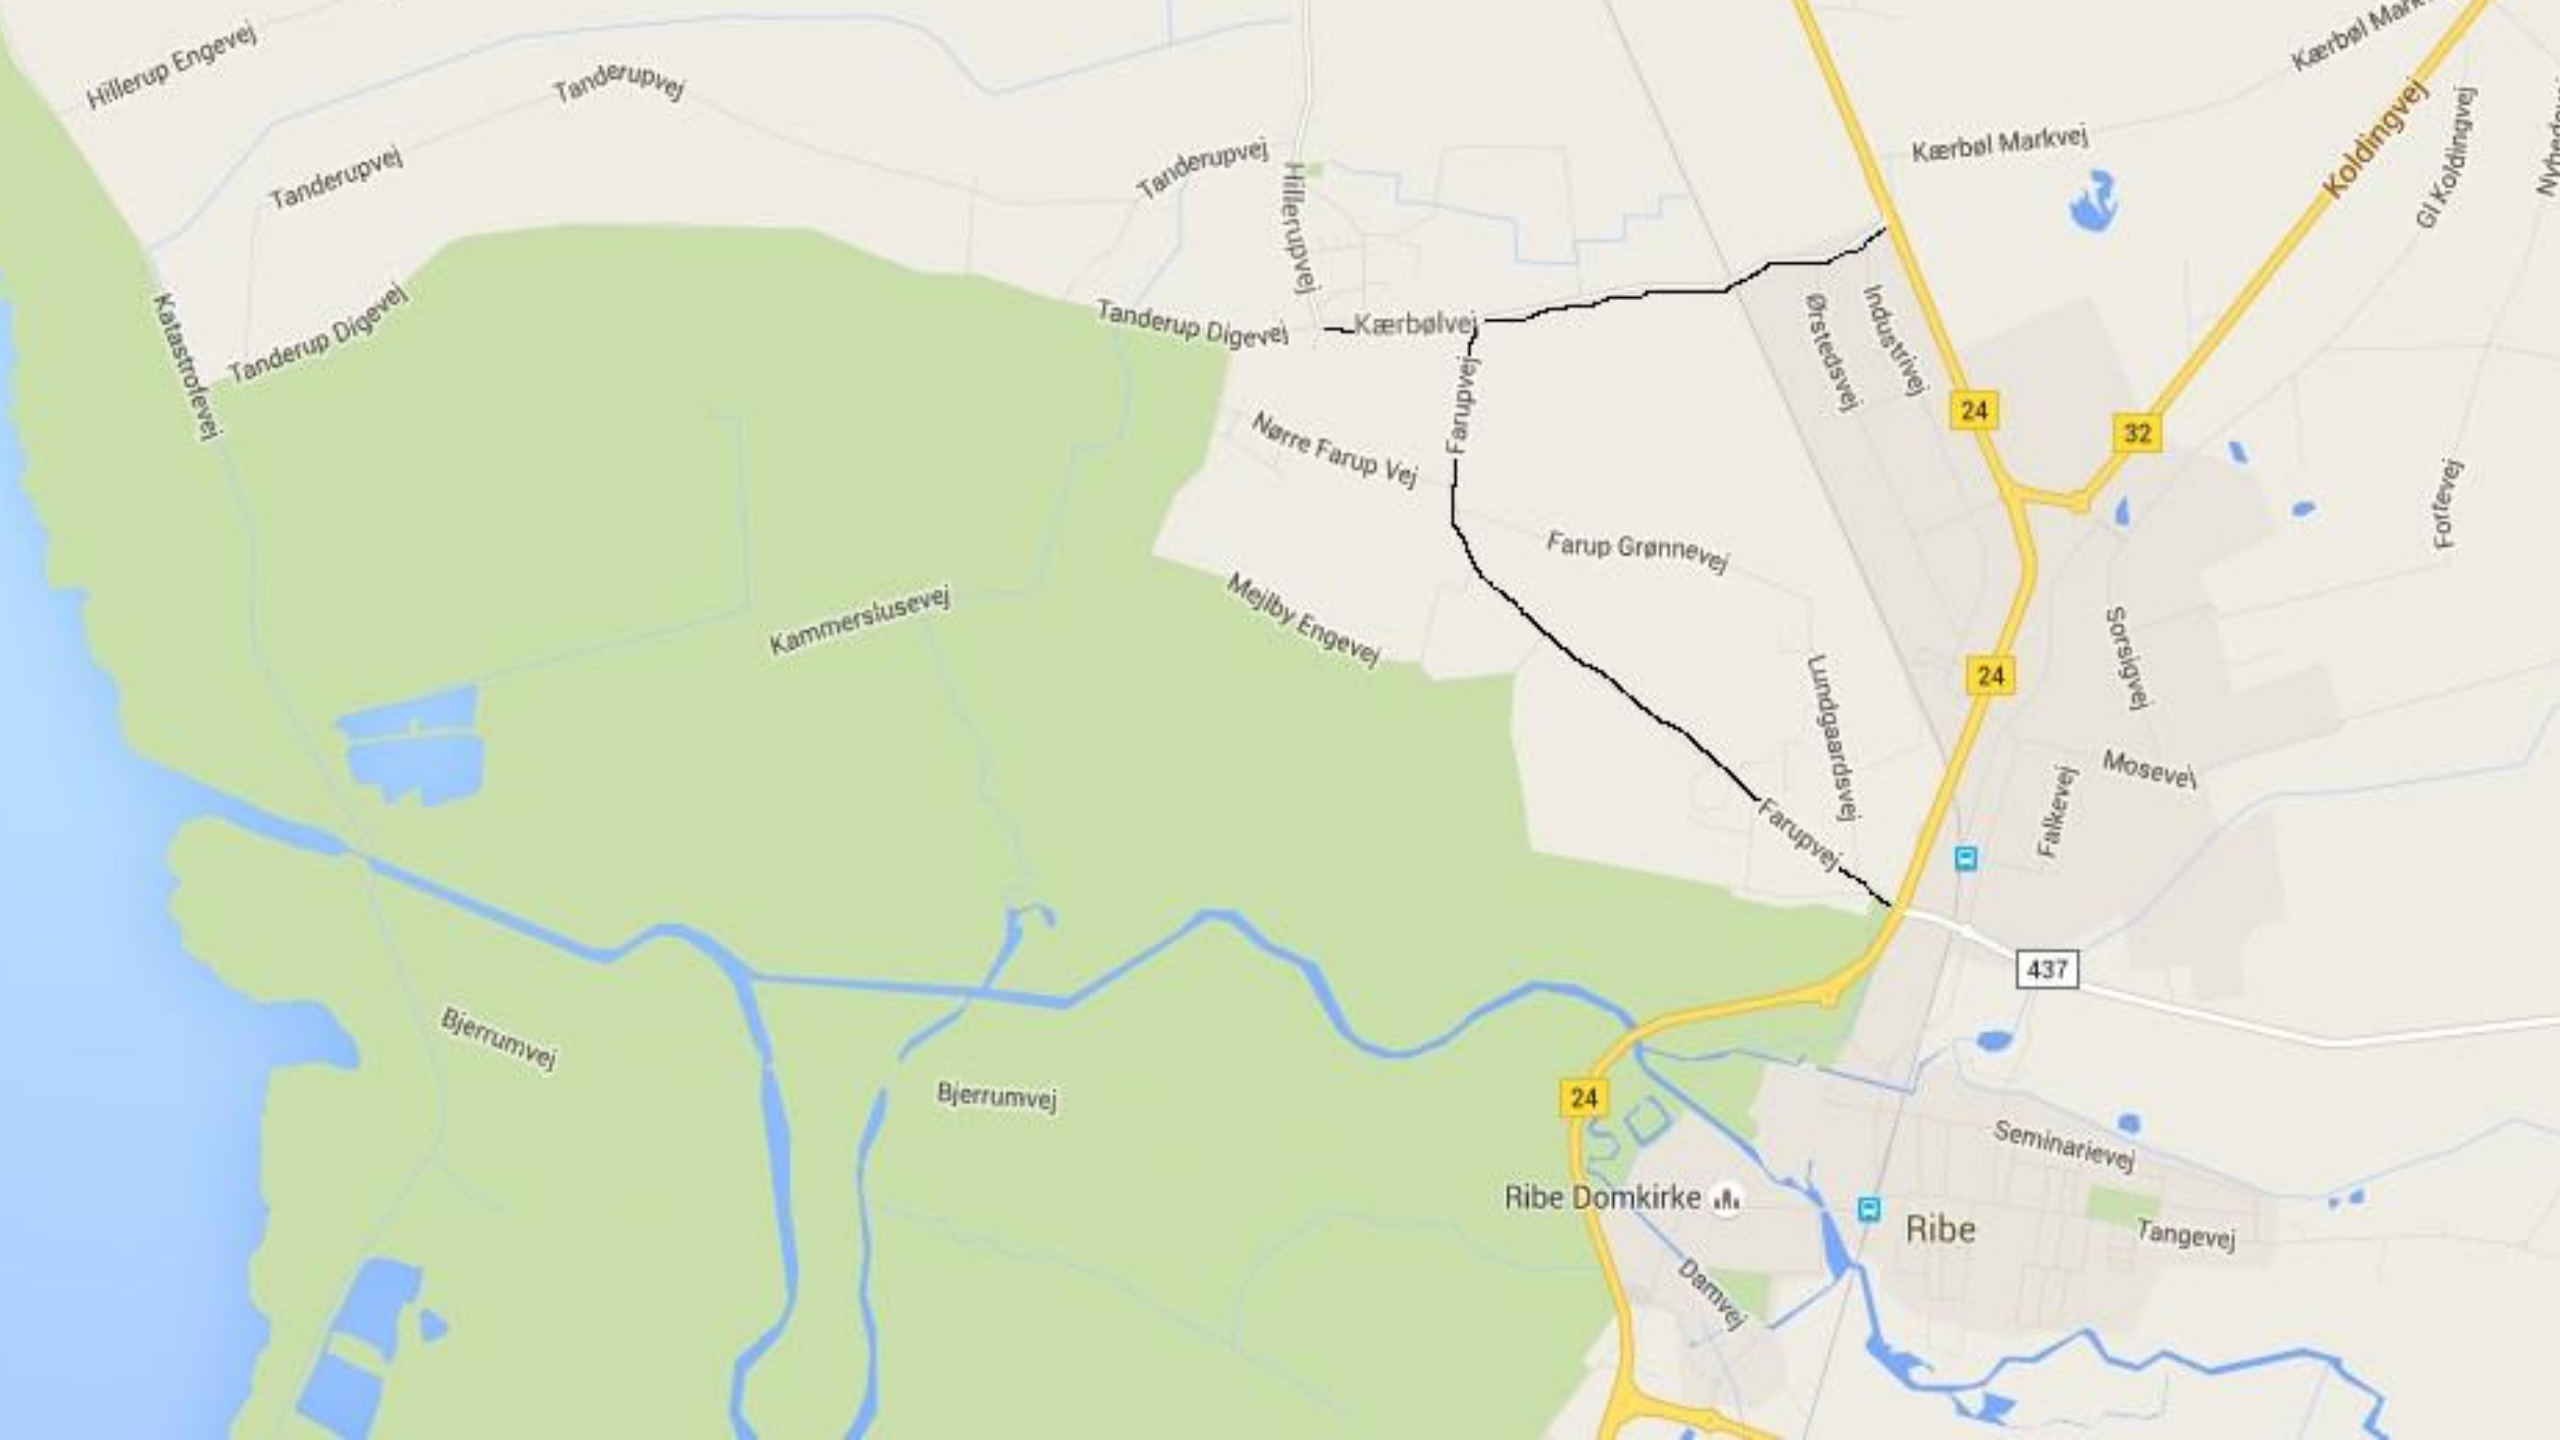 Hillerup Engevej
Tanderupvej
Tanderupvej
Tanderupvej
Hillerupvej
Kærbøl Markvej
Koldingvej
Gl Koldingvej
Kærbøl Markvej
Katastrofevej
Tanderup Digevej
Tanderup Digevej
Kærbølvej
Ørstedsvej
Industrivej
24
32
Farupvej
Nørre Farup Vej
Farup Grønnevej
Mejlby Engevej
Kammerslusevej
Lundgaardsvej
24
Sorsigvej
Mosevej
Falkevej
Farupvej
437
Bjerrumvej
Bjerrumvej
24
Seminarievej
Ribe Domkirke
Ribe
Tangevej
Damvej